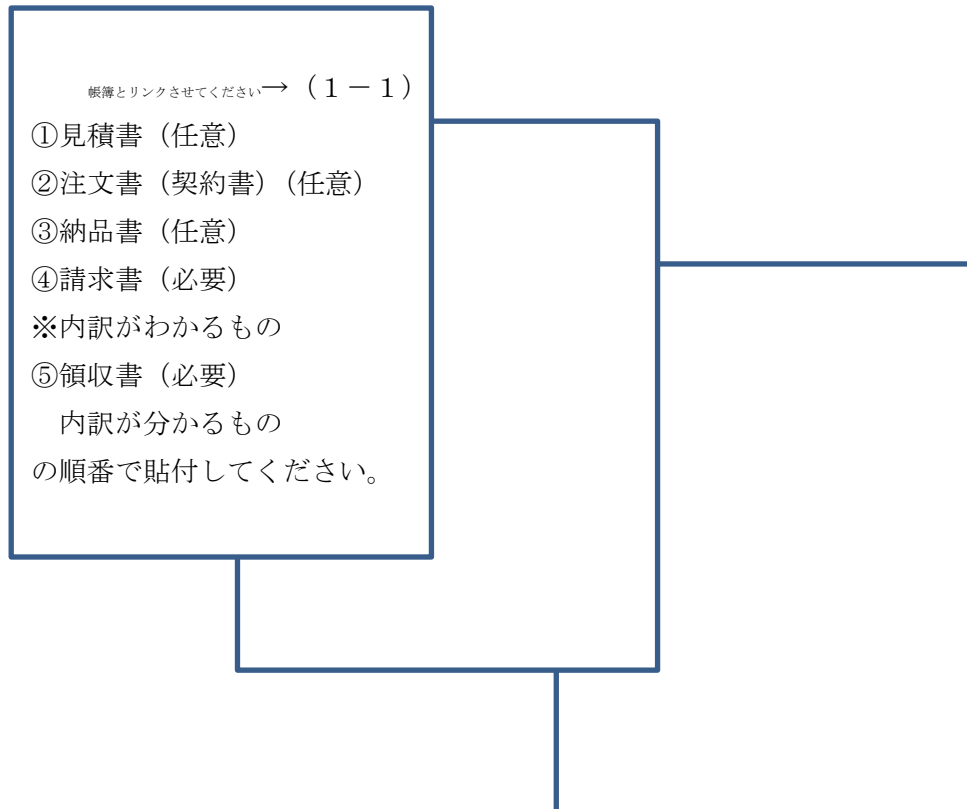 帳簿とリンクさせてください→（１－１）
①見積書（任意）
②注文書（契約書）（任意）
③納品書（任意）
④請求書（必要）
※内訳がわかるもの
⑤領収書（必要）
　内訳が分かるもの
の順番で貼付してください。